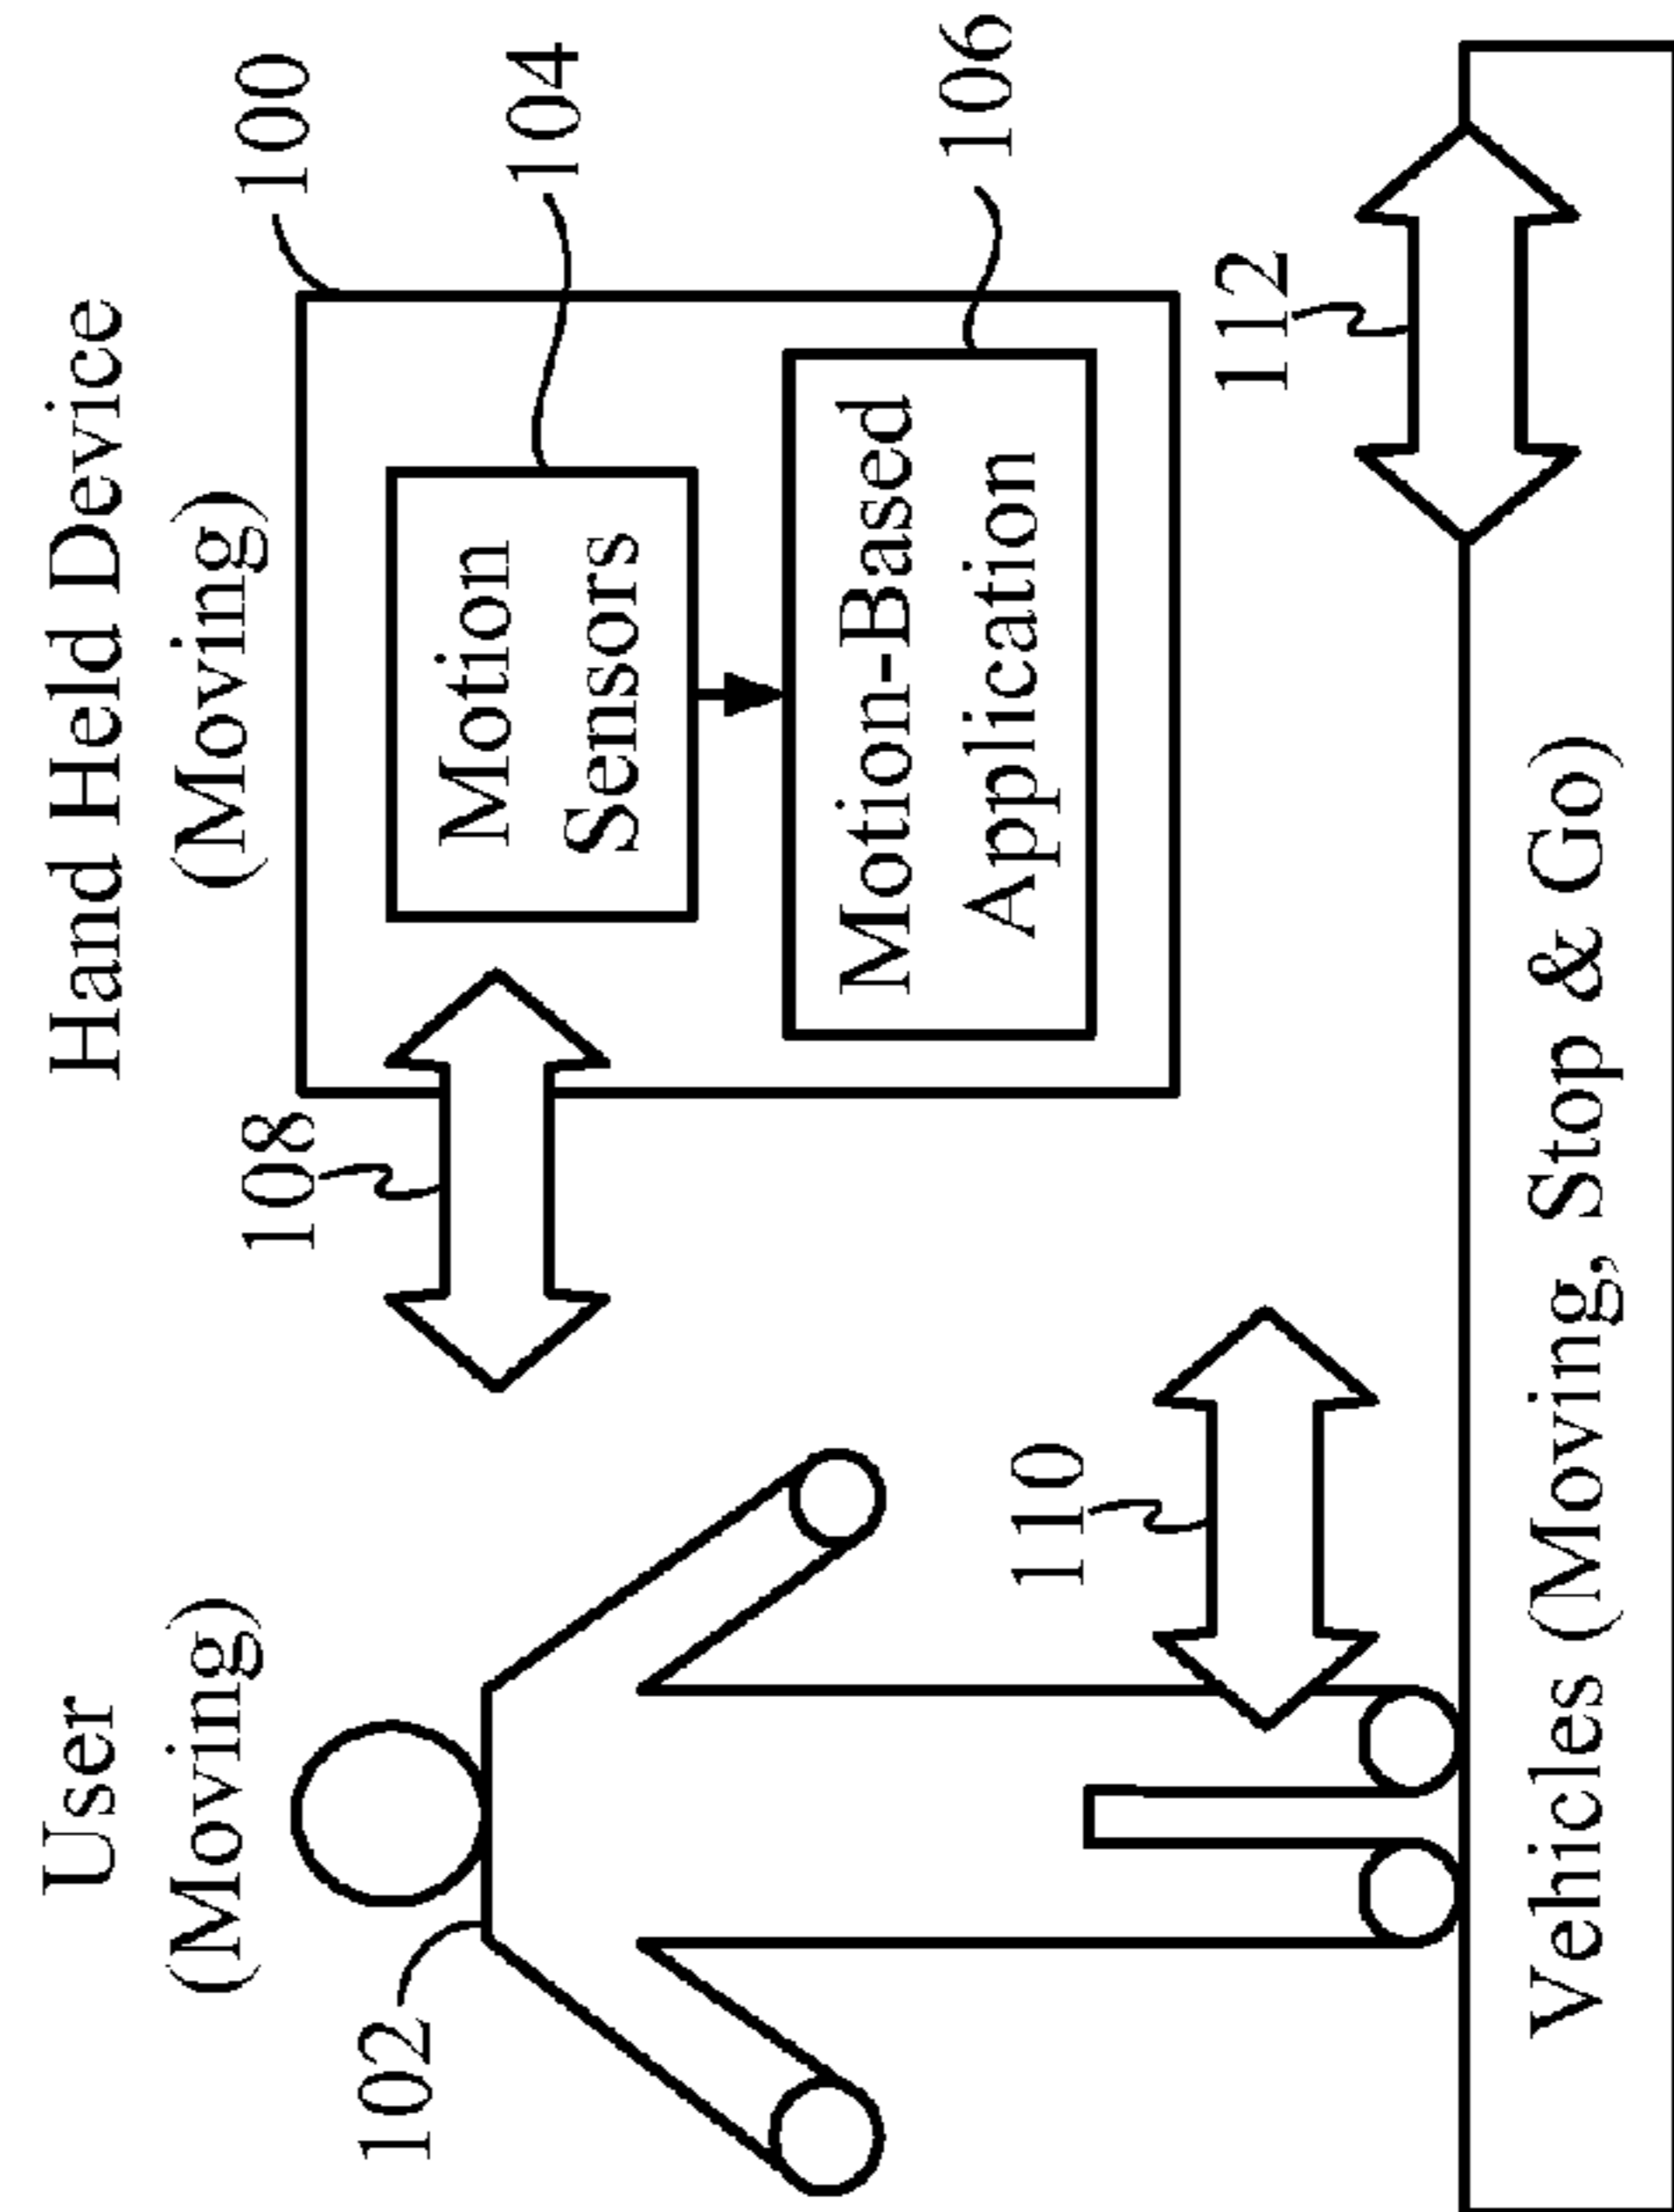 User
(Moving)
Hand Held Device
(Moving)
100
102
108
104
Motion
Sensors
106
Motion-Based
Application
110
112
Vehicles (Moving, Stop & Go)